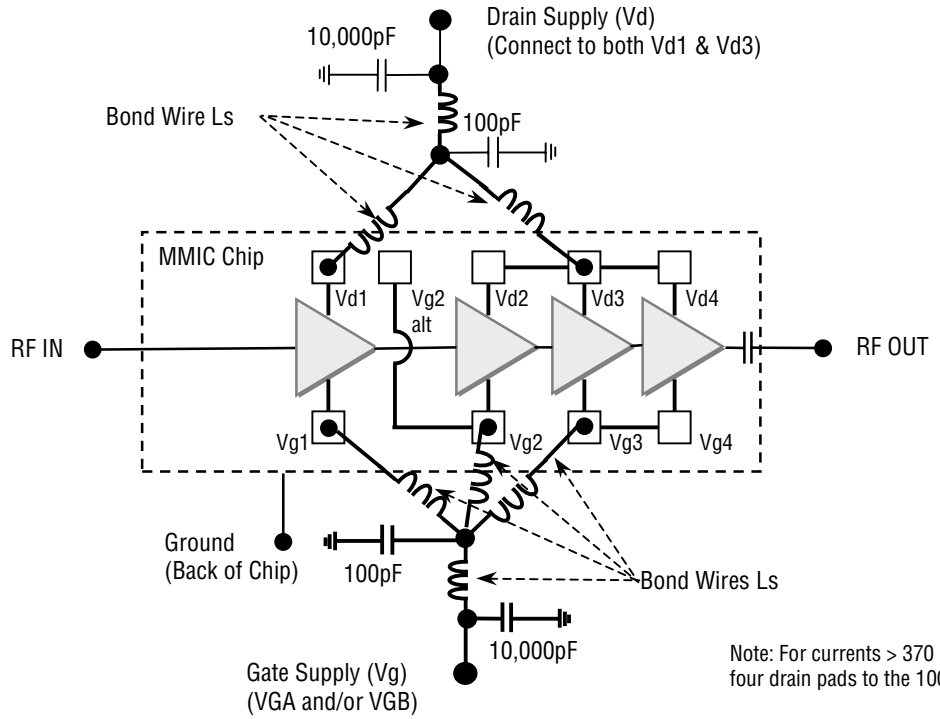 Drain Supply (Vd)
(Connect to both Vd1 & Vd3)
10,000pF
Bond Wire Ls
100pF
MMIC Chip
Vd1
Vg2
alt
Vd2
Vd3
Vd4
RF IN
RF OUT
Vg1
Vg2
Vg3
Vg4
Ground
(Back of Chip)
100pF
Bond Wires Ls
10,000pF
Gate Supply (Vg)
(VGA and/or VGB)
Note: For currents > 370
four drain pads to the 100